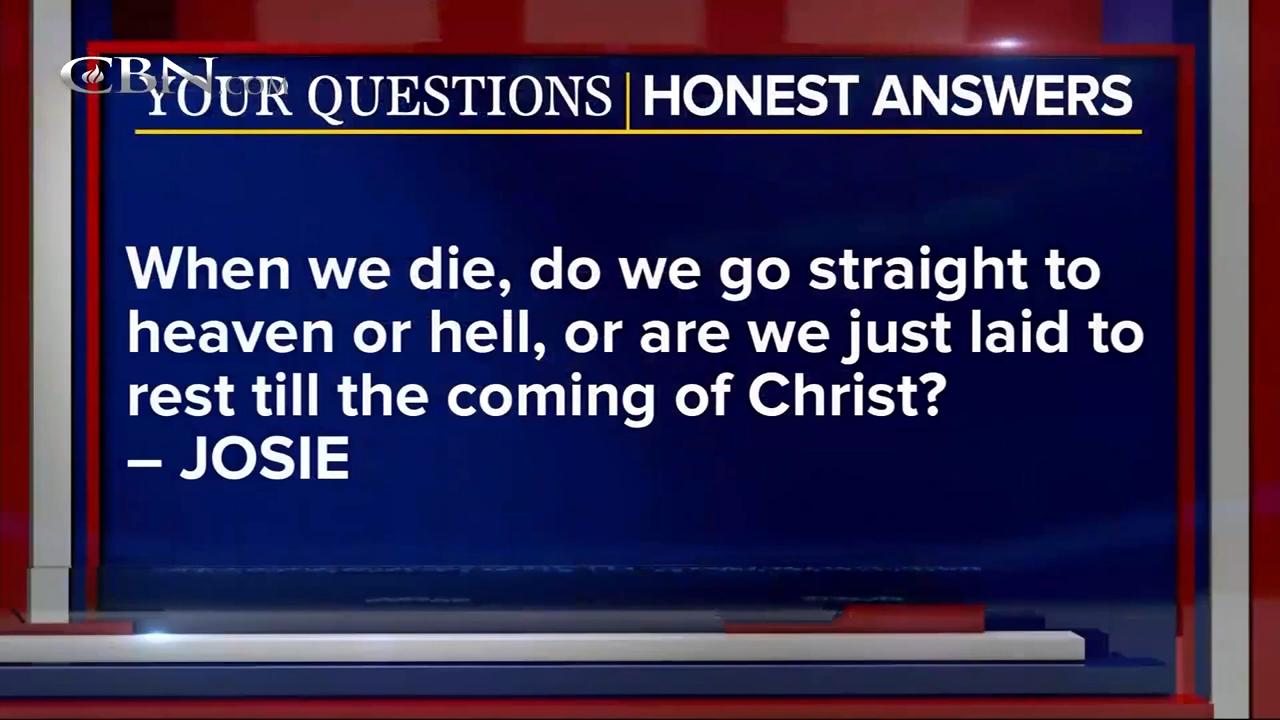 CBN.COM
YOUR QUESTIONS | HONEST ANSWERS
When we die, do we go straight to
heaven or hell, or are we just laid to
rest till the coming of Christ?
– JOSIE